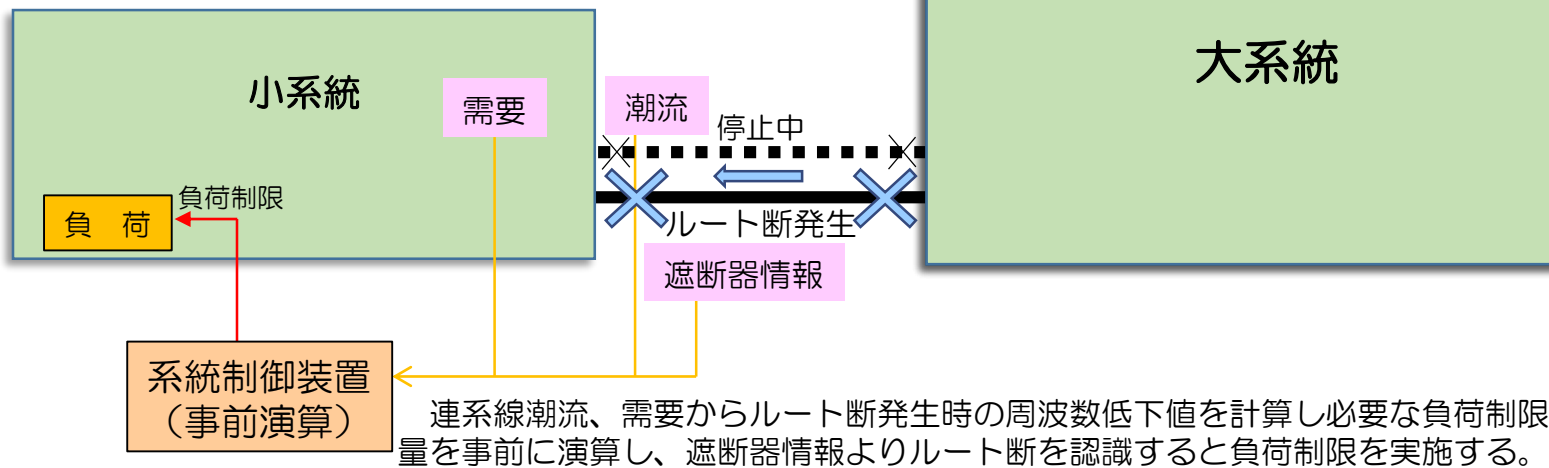 小系統
大系統
需要
潮流
停止中
負荷制限
負　荷
ルート断発生
遮断器情報
系統制御装置
（事前演算）
連系線潮流、需要からルート断発生時の周波数低下値を計算し必要な負荷制限
量を事前に演算し、遮断器情報よりルート断を認識すると負荷制限を実施する。